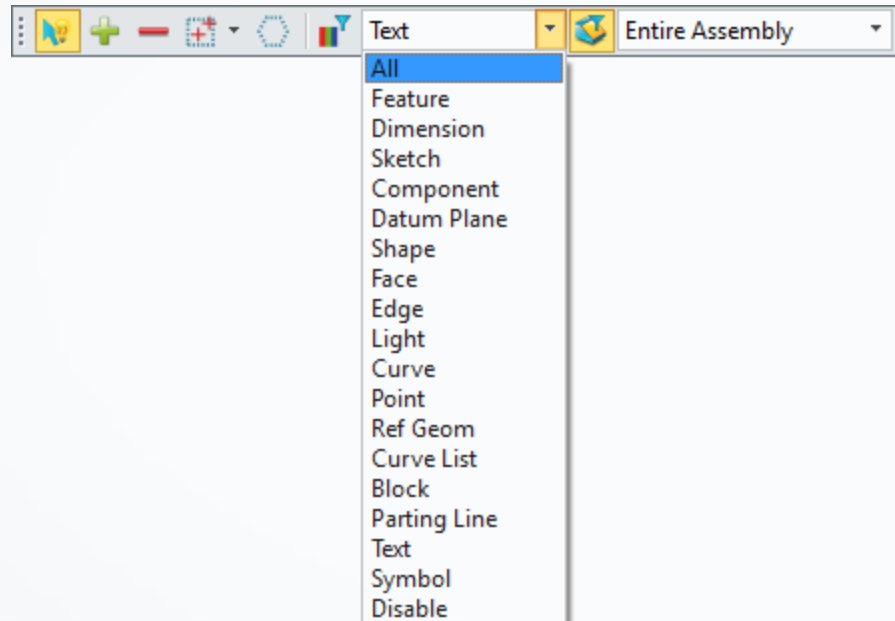 Text Entire Assembly
All
Feature
Dimension
Sketch
Component
Datum Plane
Shape
Face
Edge
Light
Curve
Point
Ref Geom
Curve List
Block
Parting Line
Text
Symbol
Disable